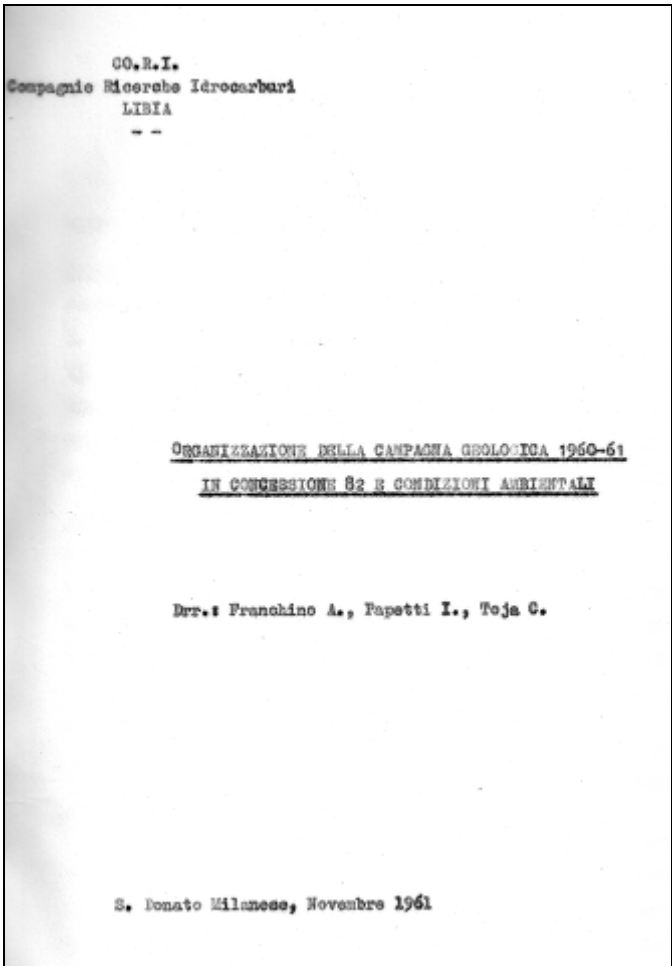 CO.R.I.
Compagnie Ricerche Idrocarburi
LIBIA
- -
ORGANIZZAZIONE DELLA CAMPAGNA GEOLOGICA 1960-61
IN CONCESSIONE 82 E CONDIZIONI AMBIENTALI
Drr.: Franchino A., Papetti I., Toja C.
S. Donato Milanese, Novembre 1961